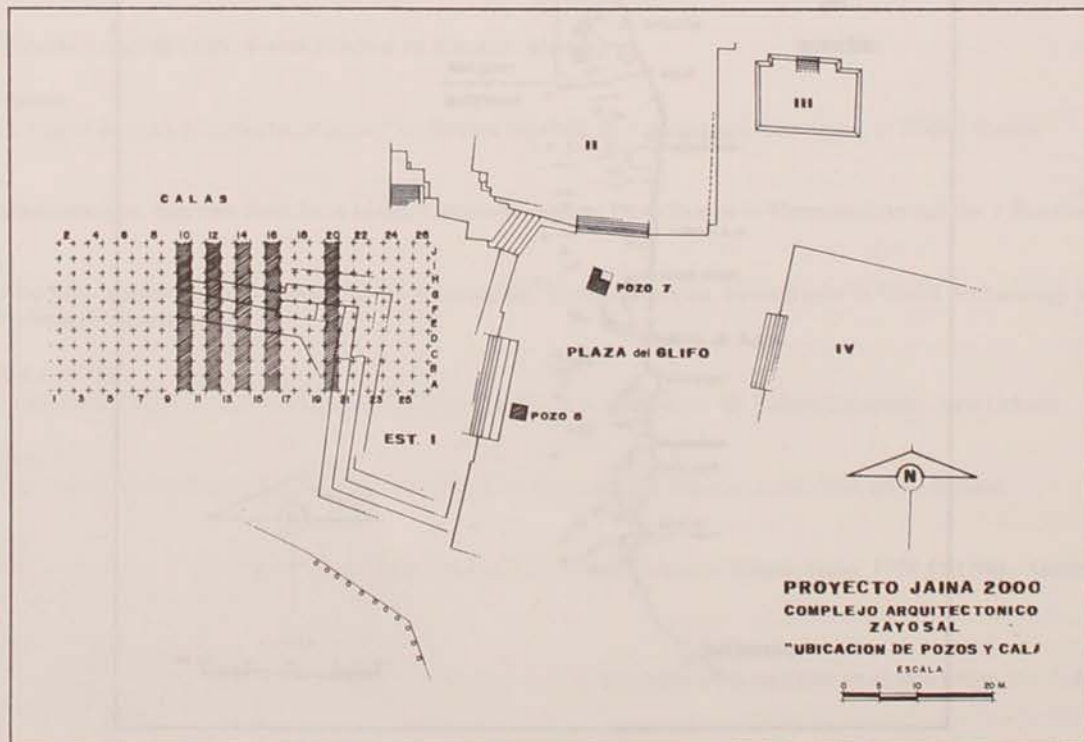 III
II
CALAS
2 4 6 8 10 12 14 16 18 20 22 24 26
J
H
G
F
E
D
C
B
A
1 3 5 7 9 11 13 15 17 19 21 23 25
POZO 7
PLAZA del GLIFO
IV
POZO 6
EST. I
N
PROYECTO JAINA 2000
COMPLEJO ARQUITECTONICO
ZAYOSAL
"UBICACION DE POZOS Y CALA
ESCALA
0 5 10 20 M.